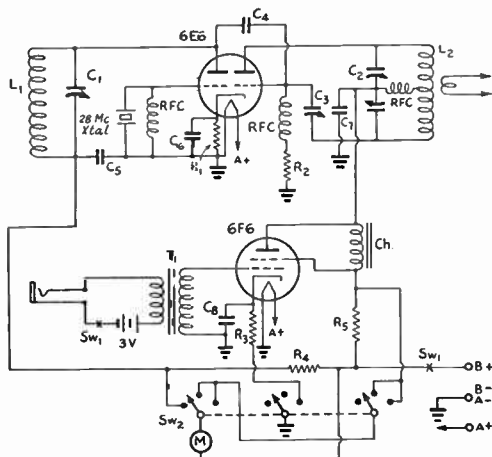 6E6
C4
L1
C1
28 Mc
Xtal
RFC
C5
C6
R1
A+
RFC
R2
C3
C7
C2
RFC
L2
6F6
Ch.
T1
C8
R3
A+
R5
R4
Sw1
3V
Sw1
B+
B-
A-
A+
Sw2
M